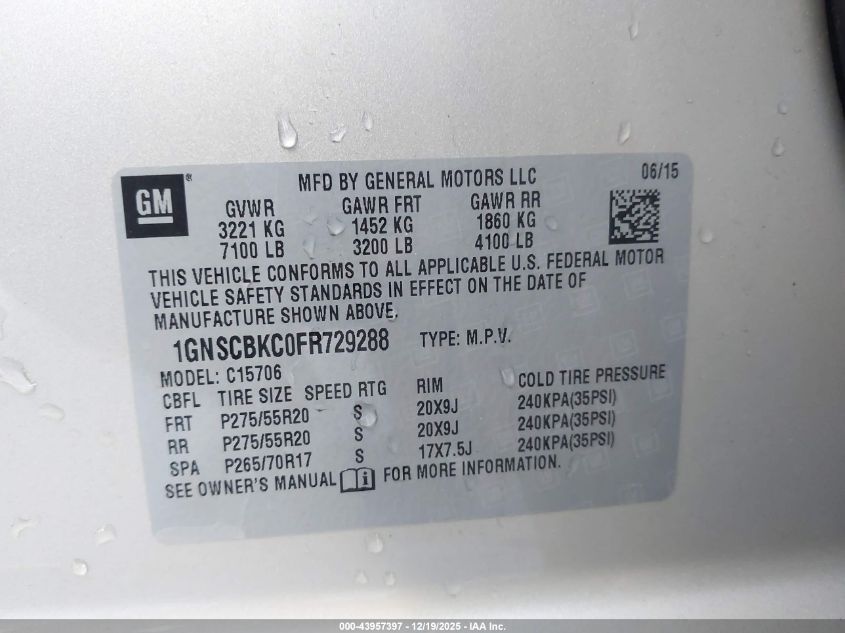 GM ®
MFD BY GENERAL MOTORS LLC
06/15
GVWR GAWR FRT GAWR RR
3221 KG 1452 KG 1860 KG
7100 LB 3200 LB 4100 LB
THIS VEHICLE CONFORMS TO ALL APPLICABLE U.S. FEDERAL MOTOR
VEHICLE SAFETY STANDARDS IN EFFECT ON THE DATE OF
MANUFACTURE SHOWN ABOVE.
1GNSCBKC0FR729288 TYPE: M.P.V.
MODEL: C15706
CBFL TIRE SIZE SPEED RTG RIM COLD TIRE PRESSURE
FRT P275/55R20 S 20X9J 240KPA(35PSI)
RR P275/55R20 S 20X9J 240KPA(35PSI)
SPA P265/70R17 S 17X7.5J 240KPA(35PSI)
SEE OWNER'S MANUAL i FOR MORE INFORMATION.
000-43957397 - 12/19/2025 - IAA Inc.